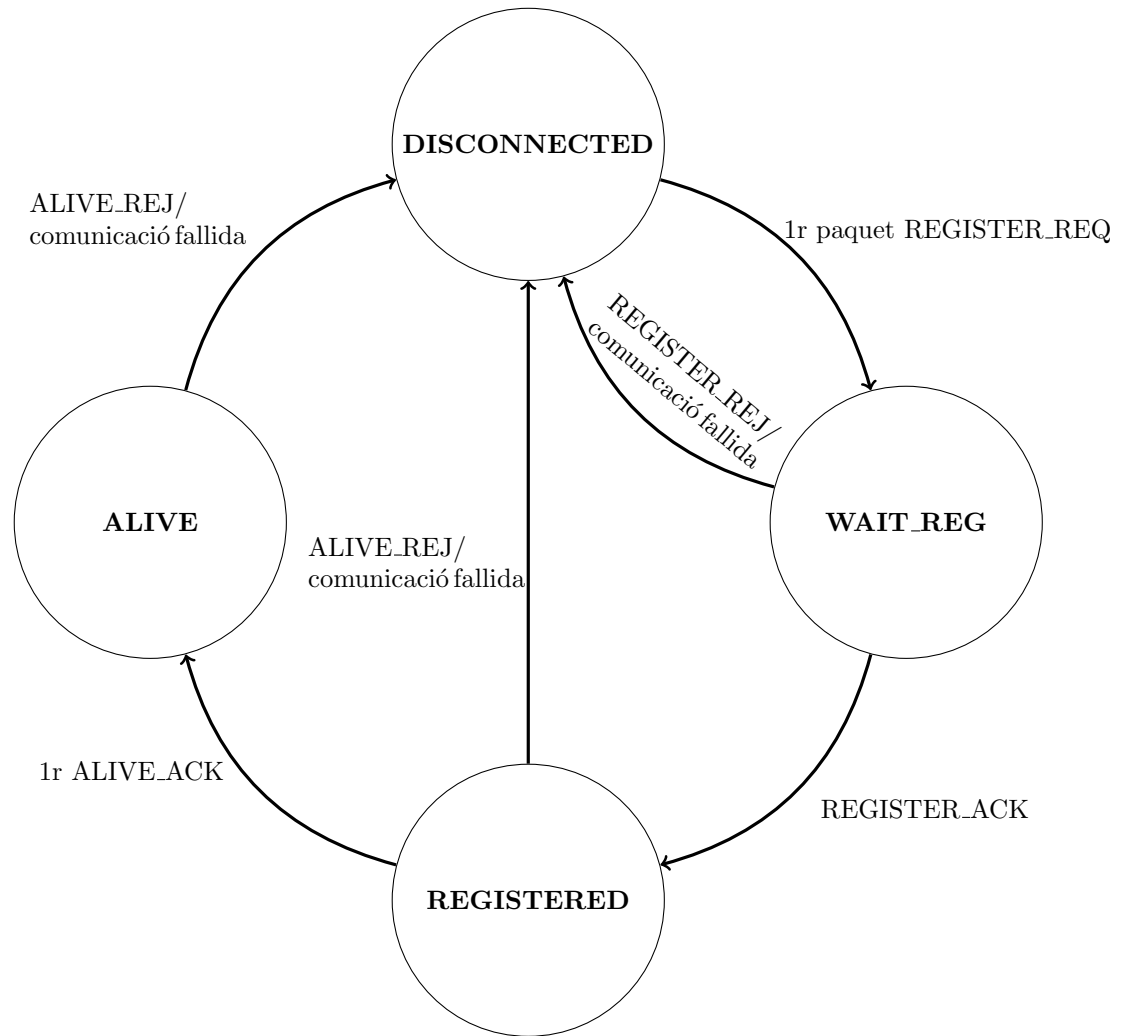 DISCONNECTED
ALIVE_REJ/
comunicació fallida
1r paquet REGISTER_REQ
REGISTER_REJ/
comunicació fallida
ALIVE
WAIT_REG
ALIVE_REJ/
comunicació fallida
1r ALIVE_ACK
REGISTER_ACK
REGISTERED